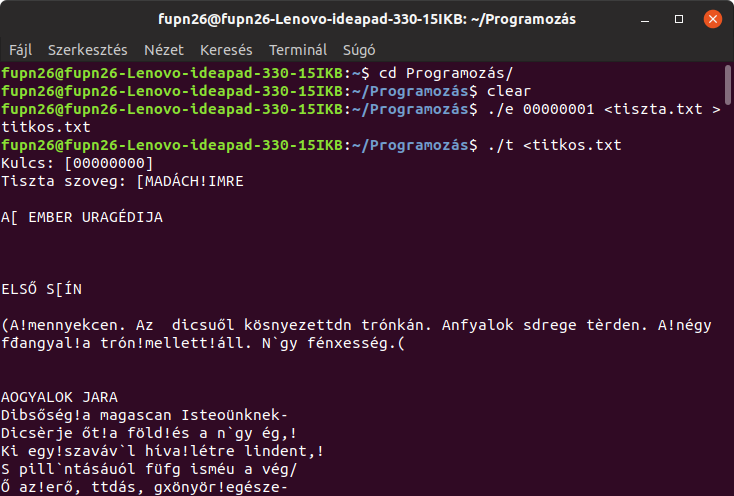 fupn26@fupn26-Lenovo-ideapad-330-15IKB: ~/Programozás
Fájl Szerkesztés Nézet Keresés Terminál Súgó
fupn26@fupn26-Lenovo-ideapad-330-15IKB:~$ cd Programozás/
fupn26@fupn26-Lenovo-ideapad-330-15IKB:~/Programozás$ clear
fupn26@fupn26-Lenovo-ideapad-330-15IKB:~/Programozás$ ./e 00000001 <tiszta.txt >
titkos.txt
fupn26@fupn26-Lenovo-ideapad-330-15IKB:~/Programozás$ ./t <titkos.txt
Kulcs: [00000000]
Tiszta szoveg: [MADÁCH!IMRE
A[ EMBER URAGÉDIJA
ELSŐ S[ÍN
(A!mennyekcen. Az  dicsuől kösnyezettdn trónkán. Anfyalok sdrege tèrden. A!négy
fđangyal!a trón!mellett!áll. N`gy fénxesség.(
AOGYALOK JARA
Dibsőség!a magascan Isteoünknek-
Dicsèrje őt!a föld!és a n`gy ég,!
Ki egy!szaváv`l híva!létre lindent,!
S pill`ntásáuól füfg isméu a vég/
Ő az!erő, ttdás, gxönyör!egésze-